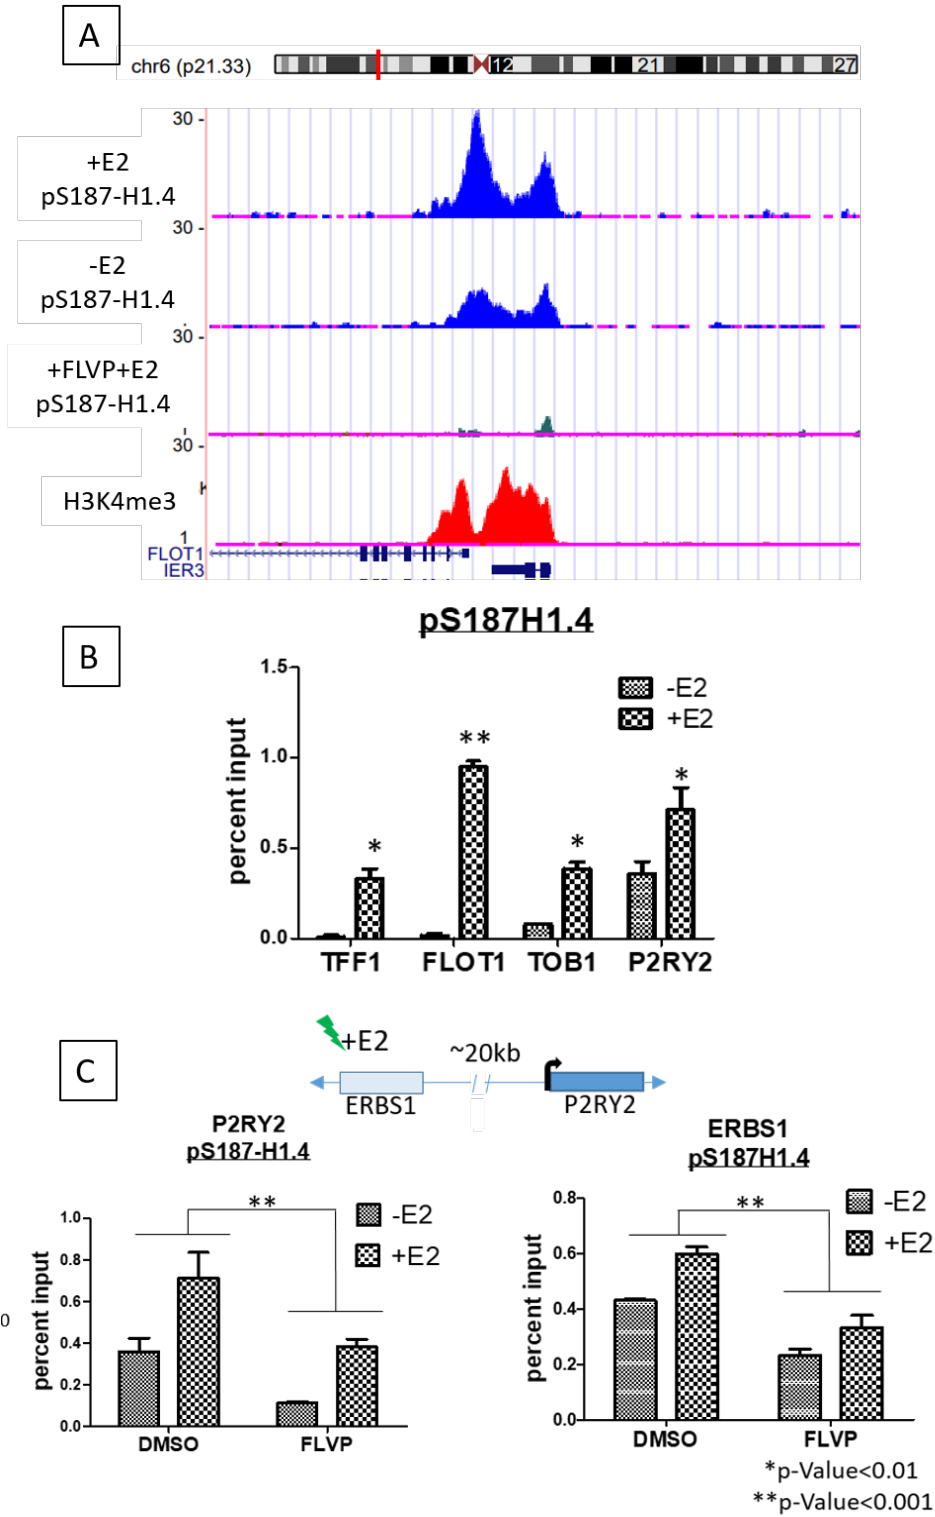 A
chr6 (p21.33)
12
21
27
30 -
+E2
pS187-H1.4
30 -
-E2
pS187-H1.4
30 -
+FLVP+E2
pS187-H1.4
30 -
H3K4me3
1
FLOT1
IER3
pS187H1.4
B
percent input
1.5
1.0
0.5
0.0
-E2
+E2
*
**
*
*
TFF1
FLOT1
TOB1
P2RY2
C
+E2
~20kb
ERBS1
P2RY2
P2RY2
pS187-H1.4
percent input
1.0
0.8
0.6
0.4
0.2
0.0
**
-E2
+E2
DMSO
FLVP
0
ERBS1
pS187H1.4
percent input
0.8
0.6
0.4
0.2
0.0
**
-E2
+E2
DMSO
FLVP
*p-Value<0.01
**p-Value<0.001